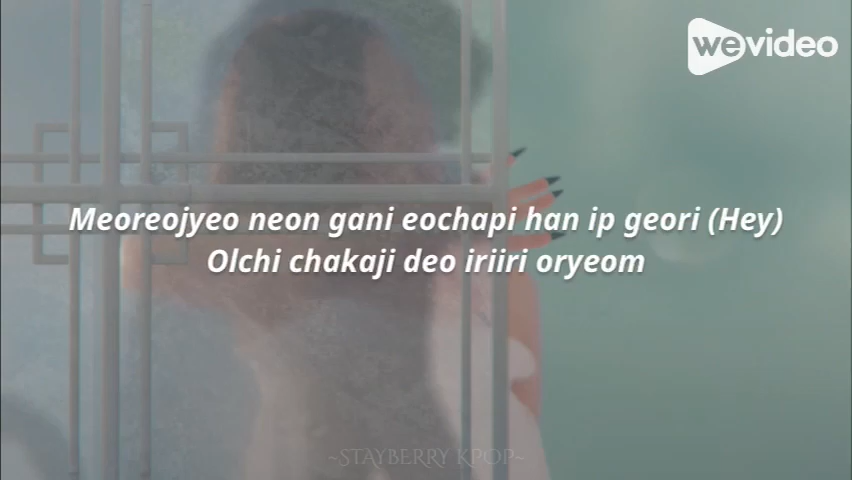 wevideo
Meoreojyeo neon gani eochapi han ip geori (Hey)
Olchi chakaji deo iriiri oryeom
~STAYBERRY KPOP~